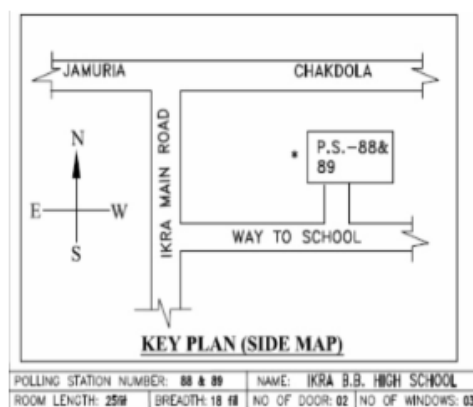 JAMURIA CHAKDOLA
IKRA MAIN ROAD
N
E W
S
*
P.S.-88&
89
WAY TO SCHOOL
KEY PLAN (SIDE MAP)
POLLING STATION NUMBER: 88 & 89 NAME: IKRA B.B. HIGH SCHOOL
ROOM LENGTH: BREADTH: 18 NO OF DOOR: 02 NO OF WINDOWS: 03